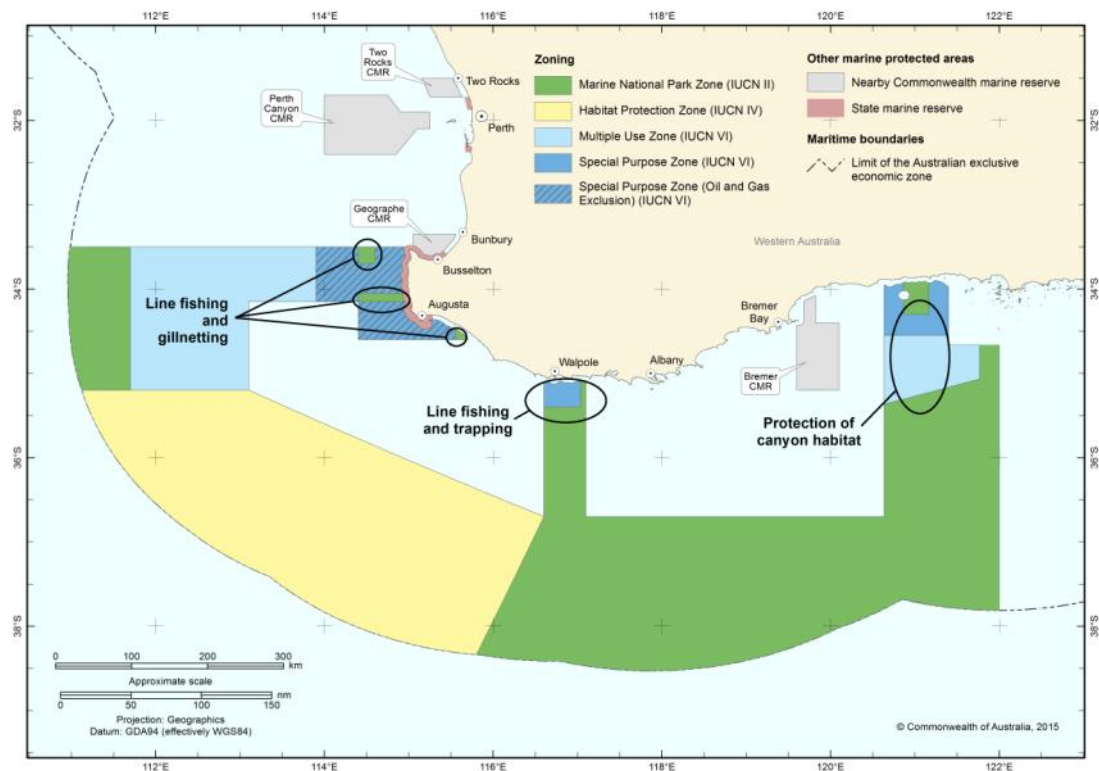 112°E
114°E
116°E
118°E
120°E
122°E
32°S
34°S
36°S
38°S
Two
Rocks
CMR
Two Rocks
Perth
Canyon
CMR
Perth
Geographe
CMR
Bunbury
Busselton
Augusta
Walpole
Albany
Bremer
Bay
Bremer
CMR
Western Australia
Zoning
Marine National Park Zone (IUCN II)
Habitat Protection Zone (IUCN IV)
Multiple Use Zone (IUCN VI)
Special Purpose Zone (IUCN VI)
Special Purpose Zone (Oil and Gas
Exclusion) (IUCN VI)
Other marine protected areas
Nearby Commonwealth marine reserve
State marine reserve
Maritime boundaries
Limit of the Australian exclusive
economic zone
Line fishing
and
gillnetting
Line fishing
and trapping
Protection of
canyon habitat
0 100 200 300
km
Approximate scale
nm
0 50 100 150
Projection: Geographics
Datum: GDA94 (effectively WGS84)
© Commonwealth of Australia, 2015
32°S
34°S
36°S
38°S
112°E
114°E
116°E
118°E
120°E
122°E